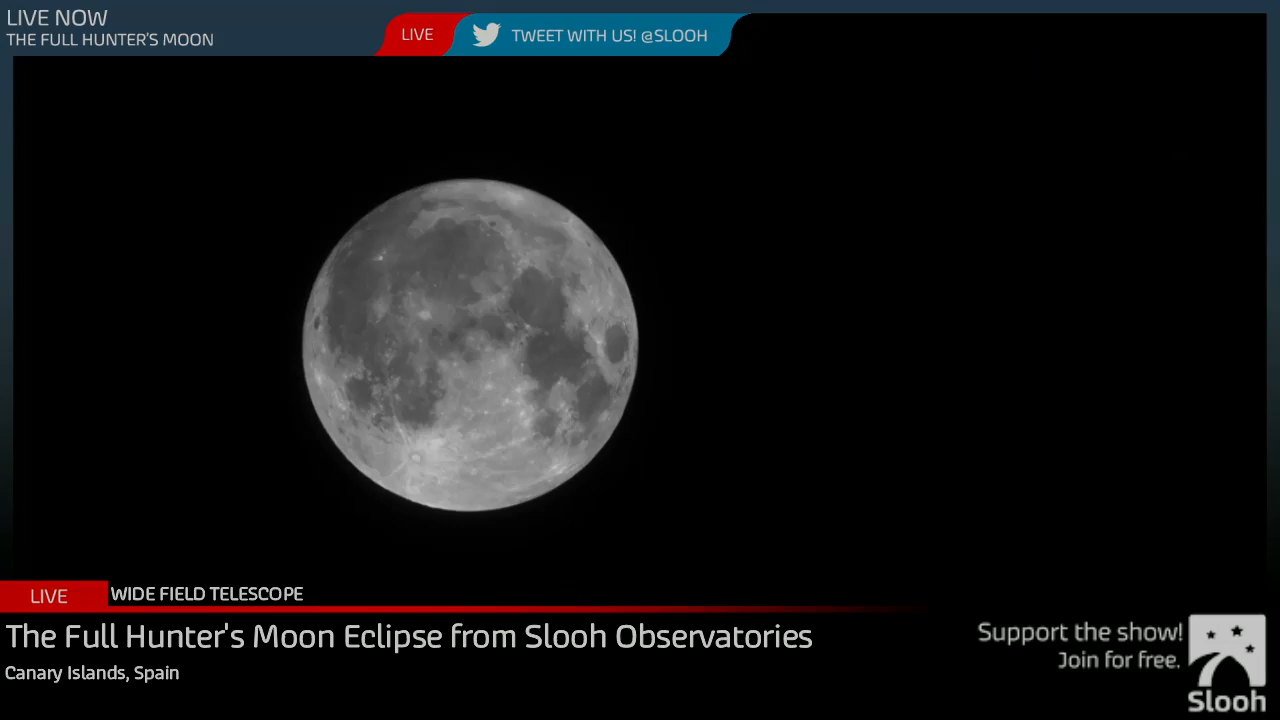 LIVE NOW
THE FULL HUNTER'S MOON
LIVE
TWEET WITH US! @SLOOH
LIVE
WIDE FIELD TELESCOPE
The Full Hunter's Moon Eclipse from Slooh Observatories
Canary Islands, Spain
Support the show!
Join for free.
Slooh